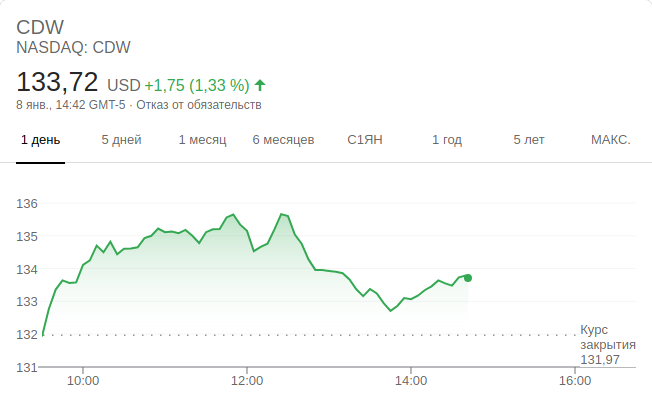 CDW
NASDAQ: CDW
133,72 USD +1,75 (1,33 %)
8 янв., 14:42 GMT-5 · Отказ от обязательств
1 день 5 дней 1 месяц 6 месяцев С1ЯН 1 год 5 лет МАКС.
136
135
134
133
132
131
Курс
закрытия
131,97
10:00 12:00 14:00 16:00